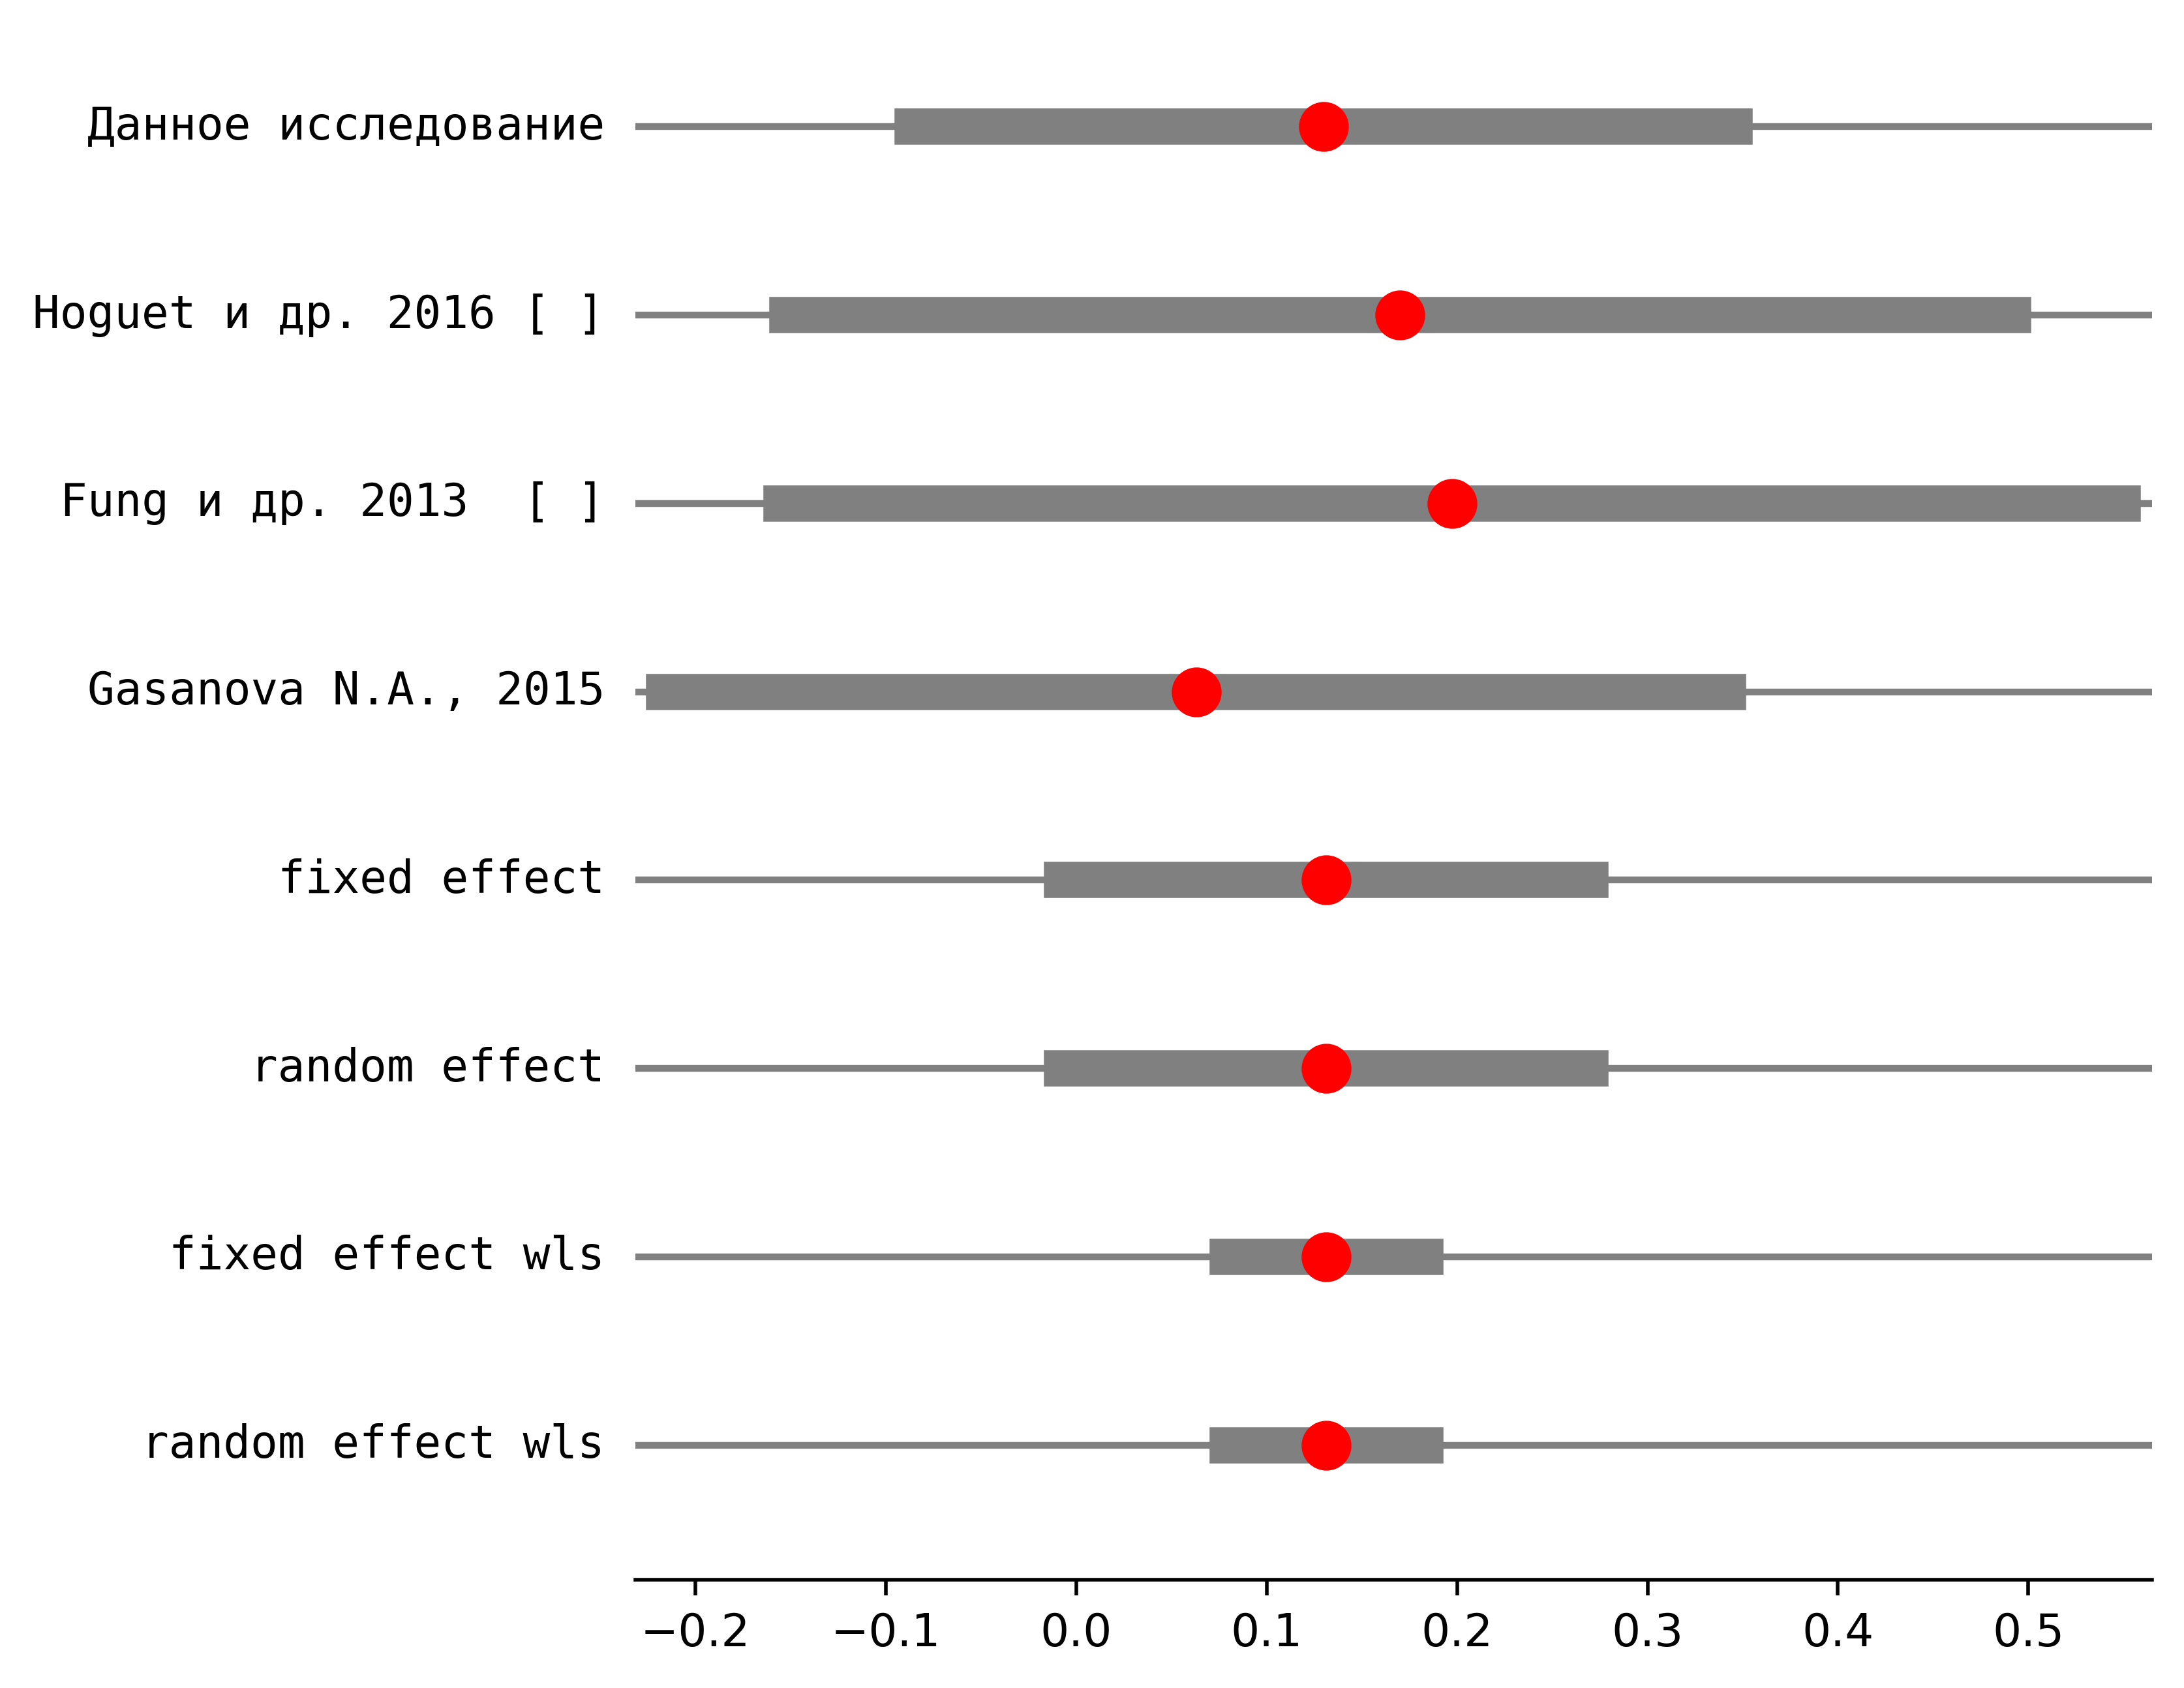 Данное исследование
Hoguet и др. 2016 [ ]
Fung и др. 2013  [ ]
Gasanova N.A., 2015
fixed effect
random effect
fixed effect wls
random effect wls
−0.2 −0.1 0.0 0.1 0.2 0.3 0.4 0.5